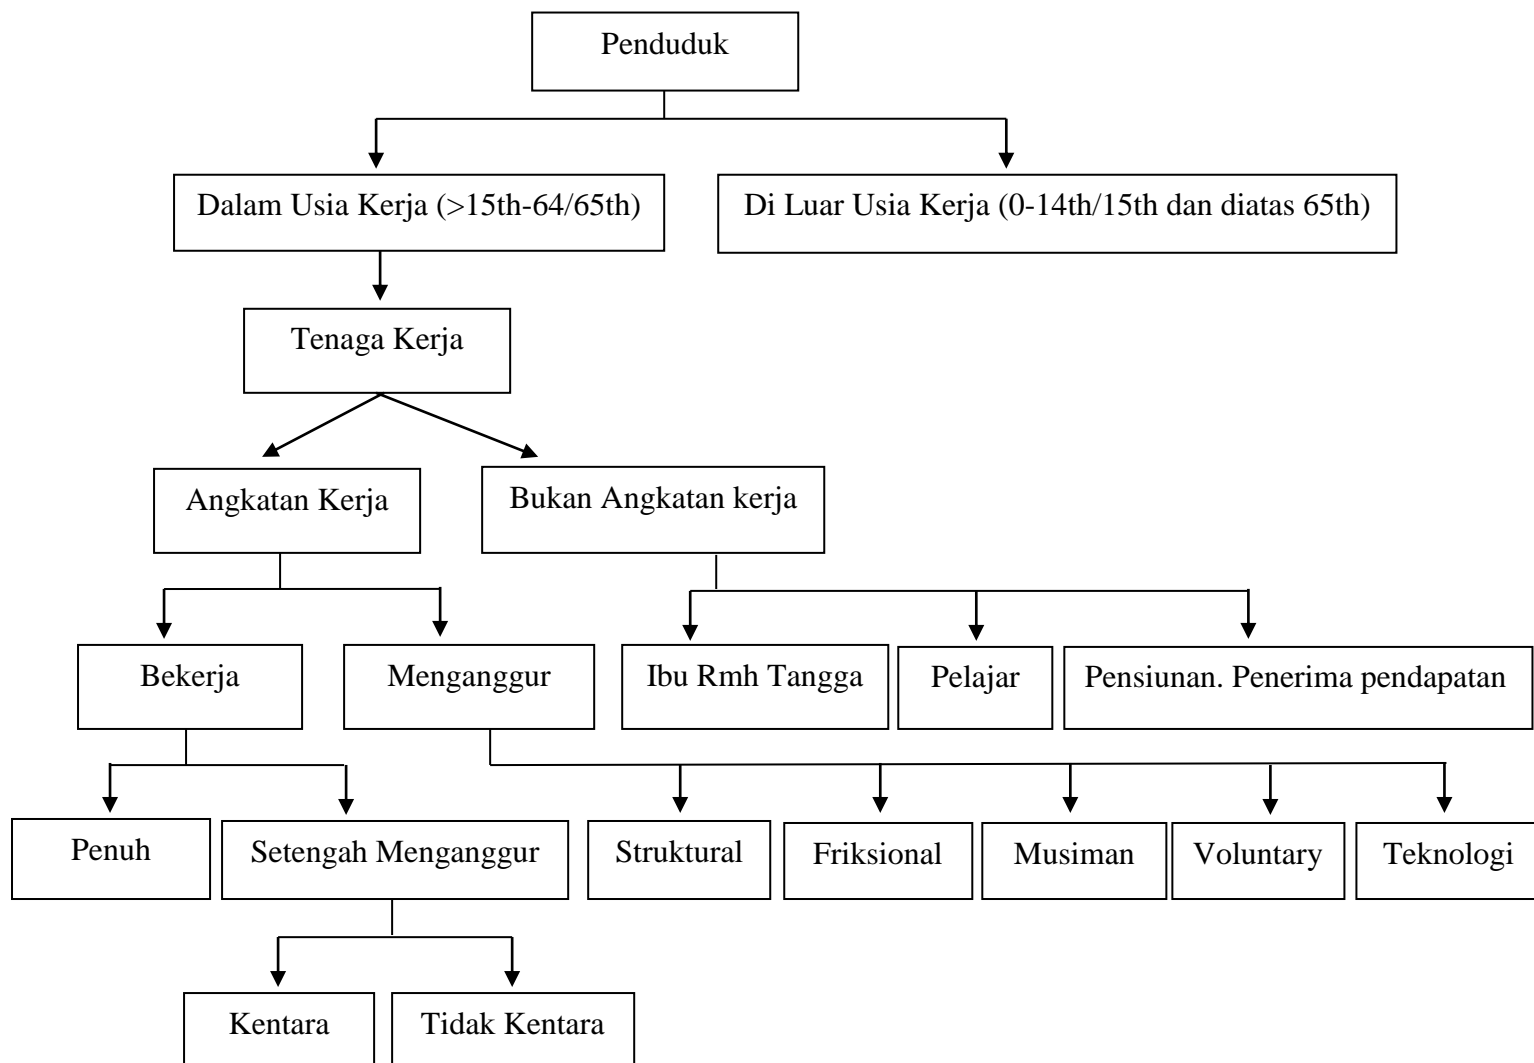 Penduduk
Dalam Usia Kerja (>15th-64/65th)
Di Luar Usia Kerja (0-14th/15th dan diatas 65th)
Tenaga Kerja
Angkatan Kerja
Bukan Angkatan kerja
Bekerja
Menganggur
Ibu Rmh Tangga
Pelajar
Pensiunan. Penerima pendapatan
Penuh
Setengah Menganggur
Struktural
Friksional
Musiman
Voluntary
Teknologi
Kentara
Tidak Kentara